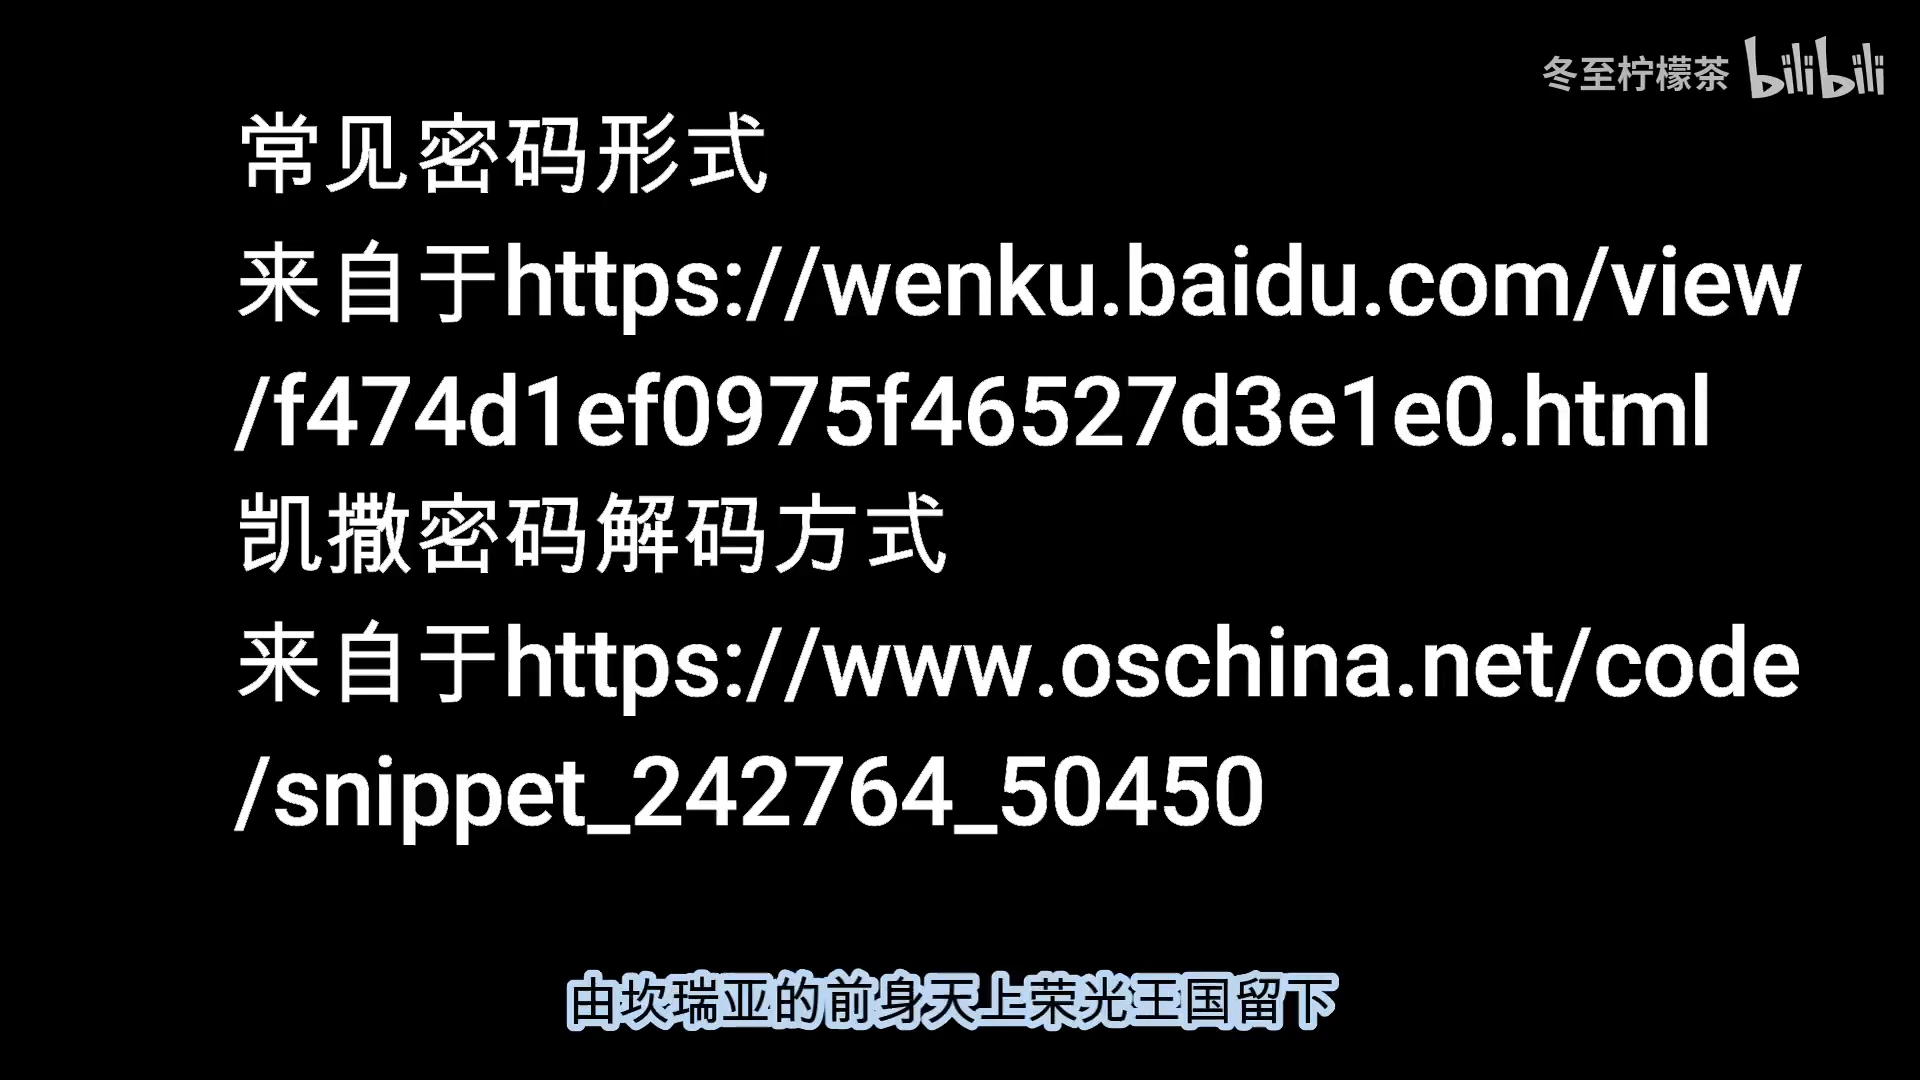 冬至柠檬茶 bilibili
常见密码形式
来自于https://wenku.baidu.com/view
/f474d1ef0975f46527d3e1e0.html
凯撒密码解码方式
来自于https://www.oschina.net/code
/snippet_242764_50450
由坎瑞亚的前身天上荣光王国留下